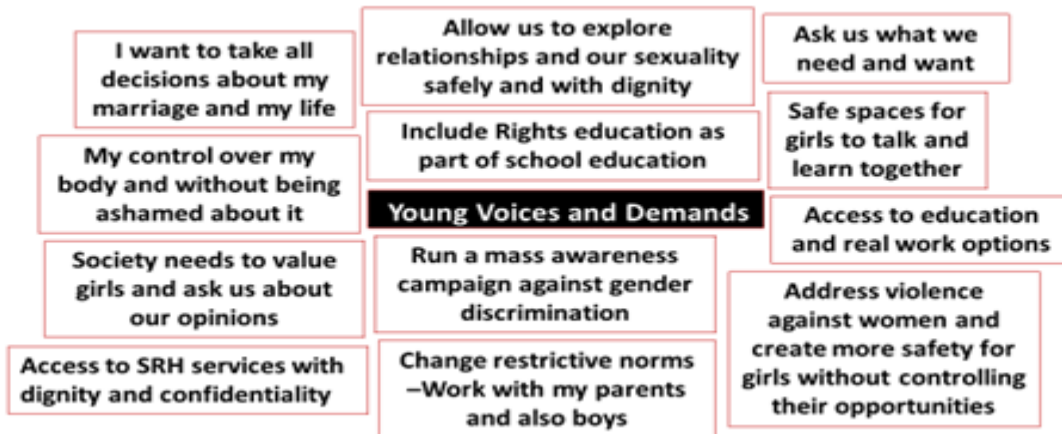 I want to take all
decisions about my
marriage and my life
Allow us to explore
relationships and our sexuality
safely and with dignity
Ask us what we
need and want
My control over my
body and without being
ashamed about it
Include Rights education as
part of school education
Safe spaces for
girls to talk and
learn together
Young Voices and Demands
Access to education
and real work options
Society needs to value
girls and ask us about
our opinions
Run a mass awareness
campaign against gender
discrimination
Address violence
against women and
create more safety for
girls without controlling
their opportunities
Access to SRH services with
dignity and confidentiality
Change restrictive norms
–Work with my parents
and also boys